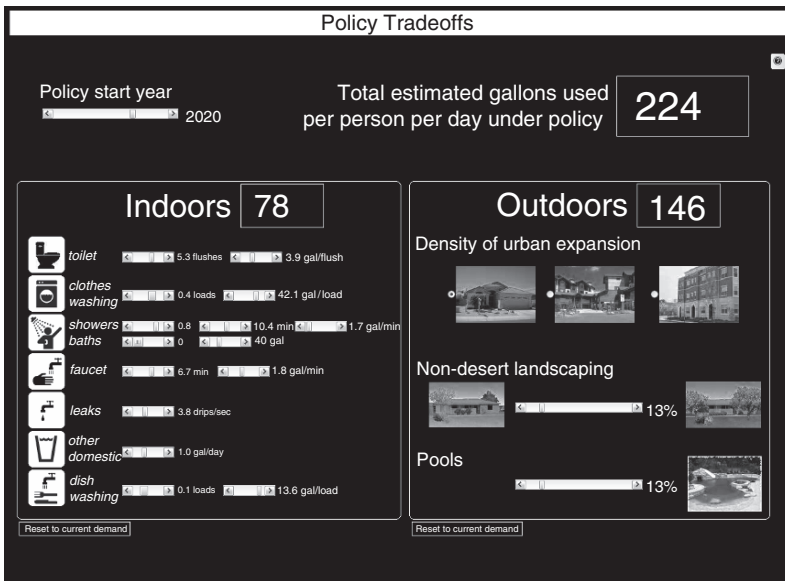 Policy Tradeoffs
Policy start year
2020
Total estimated gallons used
per person per day under policy
224
Indoors 78
toilet 5.3 flushes 3.9 gal/flush
clothes
washing 0.4 loads 42.1 gal/load
showers 0.8 10.4 min 1.7 gal/min
baths 0 40 gal
faucet 6.7 min 1.8 gal/min
leaks 3.8 drips/sec
other
domestic 1.0 gal/day
dish
washing 0.1 loads 13.6 gal/load
Reset to current demand
Outdoors 146
Density of urban expansion
Non-desert landscaping
13%
Pools
13%
Reset to current demand